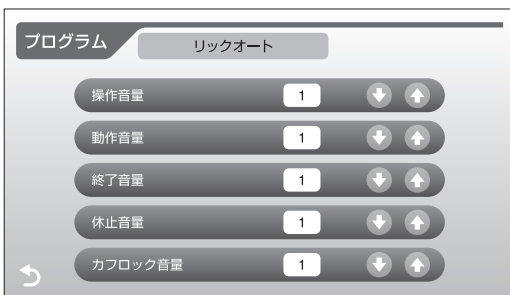 プログラム
リックオート
操作音量 1
動作音量 1
終了音量 1
休止音量 1
カフロック音量 1